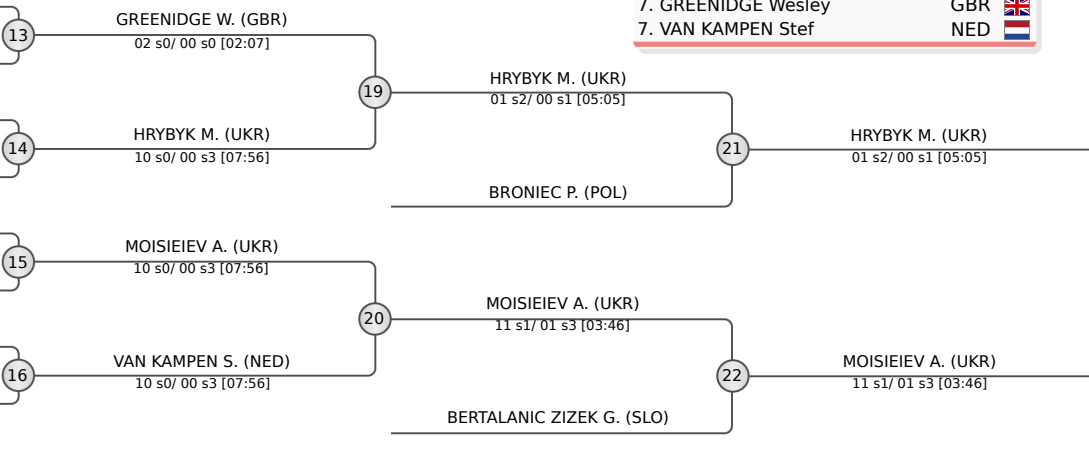 7. GREENIDGE Wesley GBR
7. VAN KAMPEN Stef NED
GREENIDGE W. (GBR)
13
02 s0/ 00 s0 [02:07]
19
HRYBYK M. (UKR)
01 s2/ 00 s1 [05:05]
HRYBYK M. (UKR)
14
10 s0/ 00 s3 [07:56]
21
HRYBYK M. (UKR)
01 s2/ 00 s1 [05:05]
BRONIEC P. (POL)
MOISIEIEV A. (UKR)
15
10 s0/ 00 s3 [07:56]
20
MOISIEIEV A. (UKR)
11 s1/ 01 s3 [03:46]
VAN KAMPEN S. (NED)
16
10 s0/ 00 s3 [07:56]
22
MOISIEIEV A. (UKR)
11 s1/ 01 s3 [03:46]
BERTALANIC ZIZEK G. (SLO)